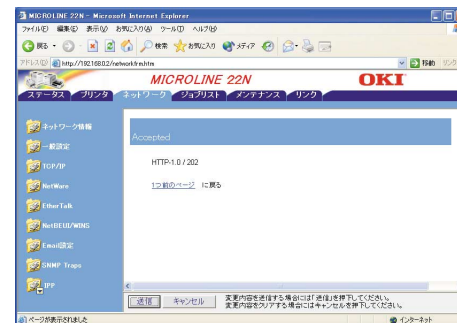 MICROLINE 22N - Microsoft Internet Explorer
ファイル(F) 編集(E) 表示(V) お気に入り(A) ツール(T) ヘルプ(H)
戻る 検索 お気に入り メディア
アドレス(D) http://192.168.0.2/networkfrm.htm 移動 リンク
MICROLINE 22N OKI
ステータス プリンタ ネットワーク ジョブリスト メンテナンス リンク
ネットワーク情報
一般設定
TCP/IP
NetWare
EtherTalk
NetBEUI/WINS
Email設定
SNMP Traps
IPP
Accepted
HTTP-1.0 / 202
1つ前のページ に戻る
送信 キャンセル 変更内容を送信する場合には「送信」を押下してください。
変更内容をクリアする場合にはキャンセルを押下してください。
ページが表示されました インターネット